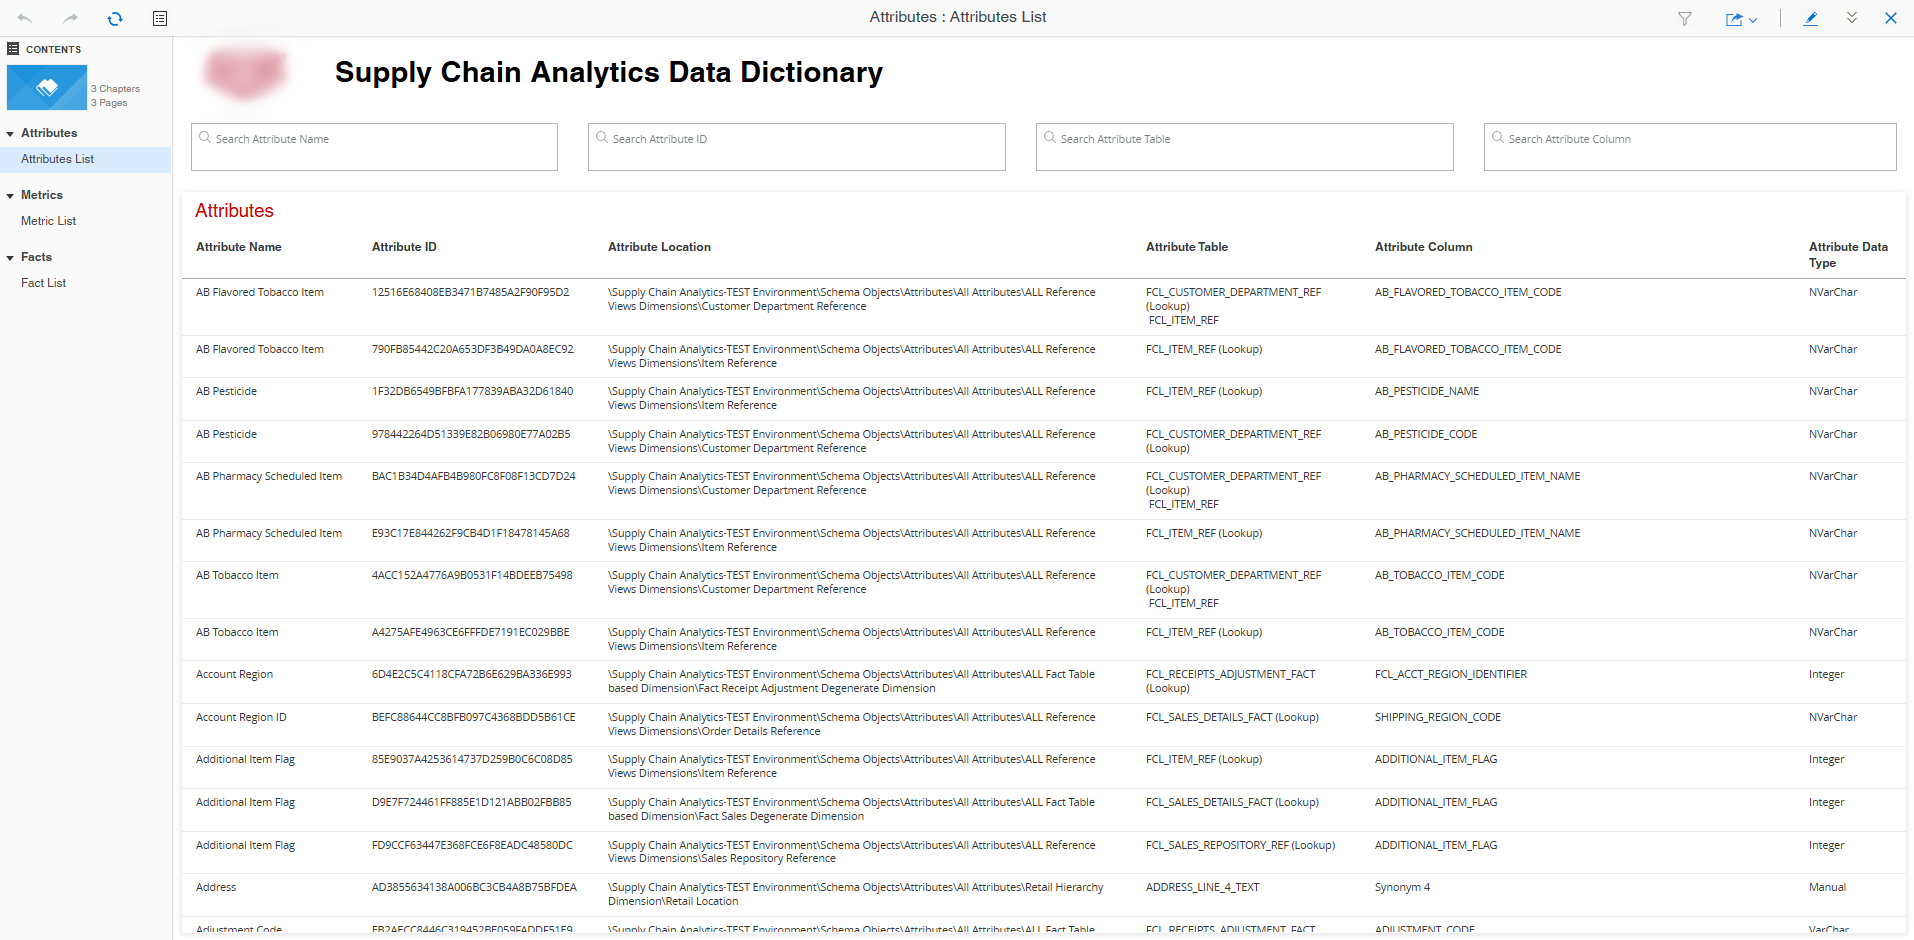 Attributes : Attributes List
CONTENTS
3 Chapters
3 Pages
Attributes
Attributes List
Metrics
Metric List
Facts
Fact List
Supply Chain Analytics Data Dictionary
Search Attribute Name
Search Attribute ID
Search Attribute Table
Search Attribute Column
Attributes
Attribute Name Attribute ID Attribute Location Attribute Table Attribute Column Attribute Data
Type
AB Flavored Tobacco Item 12516E68408EB3471B7485A2F90F95D2 \Supply Chain Analytics-TEST Environment\Schema Objects\Attributes\All Attributes\ALL Reference FCL_CUSTOMER_DEPARTMENT_REF AB_FLAVORED_TOBACCO_ITEM_CODE NVarChar
Views Dimensions\Customer Department Reference (Lookup)
FCL_ITEM_REF
AB Flavored Tobacco Item 790FB85442C20A653DF3B49DA0A8EC92 \Supply Chain Analytics-TEST Environment\Schema Objects\Attributes\All Attributes\ALL Reference FCL_ITEM_REF (Lookup) AB_FLAVORED_TOBACCO_ITEM_CODE NVarChar
Views Dimensions\Item Reference
AB Pesticide 1F32DB6549BFBFA177839ABA32D61840 \Supply Chain Analytics-TEST Environment\Schema Objects\Attributes\All Attributes\ALL Reference FCL_ITEM_REF (Lookup) AB_PESTICIDE_NAME NVarChar
Views Dimensions\Item Reference
AB Pesticide 978442264D51339E82B06980E77A02B5 \Supply Chain Analytics-TEST Environment\Schema Objects\Attributes\All Attributes\ALL Reference FCL_CUSTOMER_DEPARTMENT_REF AB_PESTICIDE_CODE NVarChar
Views Dimensions\Customer Department Reference (Lookup)
AB Pharmacy Scheduled Item BAC1B34D4AFB4B980FC8F08F13CD7D24 \Supply Chain Analytics-TEST Environment\Schema Objects\Attributes\All Attributes\ALL Reference FCL_CUSTOMER_DEPARTMENT_REF AB_PHARMACY_SCHEDULED_ITEM_NAME NVarChar
Views Dimensions\Customer Department Reference (Lookup)
FCL_ITEM_REF
AB Pharmacy Scheduled Item E93C17E844262F9CB4D1F18478145A68 \Supply Chain Analytics-TEST Environment\Schema Objects\Attributes\All Attributes\ALL Reference FCL_ITEM_REF (Lookup) AB_PHARMACY_SCHEDULED_ITEM_NAME NVarChar
Views Dimensions\Item Reference
AB Tobacco Item 4ACC152A4776A9B0531F14BDEEB75498 \Supply Chain Analytics-TEST Environment\Schema Objects\Attributes\All Attributes\ALL Reference FCL_CUSTOMER_DEPARTMENT_REF AB_TOBACCO_ITEM_CODE NVarChar
Views Dimensions\Customer Department Reference (Lookup)
FCL_ITEM_REF
AB Tobacco Item A4275AFE4963CE6FFFDE7191EC029BBE \Supply Chain Analytics-TEST Environment\Schema Objects\Attributes\All Attributes\ALL Reference FCL_ITEM_REF (Lookup) AB_TOBACCO_ITEM_CODE NVarChar
Views Dimensions\Item Reference
Account Region 6D4E2C5C4118CFA72B6E629BA336E993 \Supply Chain Analytics-TEST Environment\Schema Objects\Attributes\All Attributes\ALL Fact Table FCL_RECEIPTS_ADJUSTMENT_FACT FCL_ACCT_REGION_IDENTIFIER Integer
based Dimension\Fact Receipt Adjustment Degenerate Dimension (Lookup)
Account Region ID BEFC88644CC8BFB097C4368BDD5B61CE \Supply Chain Analytics-TEST Environment\Schema Objects\Attributes\All Attributes\ALL Reference FCL_SALES_DETAILS_FACT (Lookup) SHIPPING_REGION_CODE NVarChar
Views Dimensions\Order Details Reference
Additional Item Flag 85E9037A4253614737D259B0C6C08D85 \Supply Chain Analytics-TEST Environment\Schema Objects\Attributes\All Attributes\ALL Reference FCL_ITEM_REF (Lookup) ADDITIONAL_ITEM_FLAG Integer
Views Dimensions\Item Reference
Additional Item Flag D9E7F724461FF885E1D121ABB02FBB85 \Supply Chain Analytics-TEST Environment\Schema Objects\Attributes\All Attributes\ALL Fact Table FCL_SALES_DETAILS_FACT (Lookup) ADDITIONAL_ITEM_FLAG Integer
based Dimension\Fact Sales Degenerate Dimension
Additional Item Flag FD9CCF63447E368FCE6F8EADC48580DC \Supply Chain Analytics-TEST Environment\Schema Objects\Attributes\All Attributes\ALL Reference FCL_SALES_REPOSITORY_REF (Lookup) ADDITIONAL_ITEM_FLAG Integer
Views Dimensions\Sales Repository Reference
Address AD3855634138A006BC3CB4A8B75BFDEA \Supply Chain Analytics-TEST Environment\Schema Objects\Attributes\All Attributes\Retail Hierarchy ADDRESS_LINE_4_TEXT Synonym 4 Manual
Dimension\Retail Location
Adjustment Code \Supply Chain Analytics-TEST Environment\Schema Objects\Attributes\All Attributes\ALL Fact Table FCL_RECEIPTS_ADJUSTMENT_FACT ADJUSTMENT_CODE VarChar